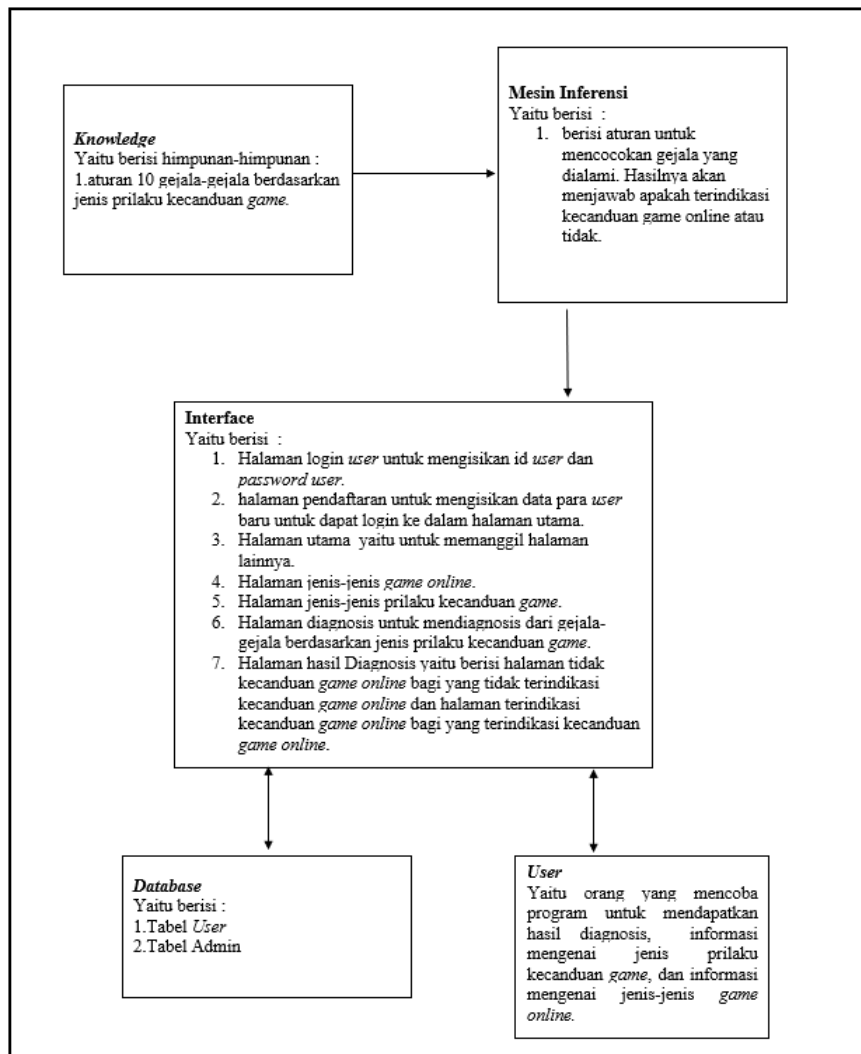 Knowledge
Yaitu berisi himpunan-himpunan :
1.aturan 10 gejala-gejala berdasarkan
jenis prilaku kecanduan game.
Mesin Inferensi
Yaitu berisi :
1. berisi aturan untuk
mencocokan gejala yang
dialami. Hasilnya akan
menjawab apakah terindikasi
kecanduan game online atau
tidak.
Interface
Yaitu berisi :
1. Halaman login user untuk mengisikan id user dan
password user.
2. halaman pendaftaran untuk mengisikan data para user
baru untuk dapat login ke dalam halaman utama.
3. Halaman utama yaitu untuk memanggil halaman
lainnya.
4. Halaman jenis-jenis game online.
5. Halaman jenis-jenis prilaku kecanduan game.
6. Halaman diagnosis untuk mendiagnosis dari gejala-
gejala berdasarkan jenis prilaku kecanduan game.
7. Halaman hasil Diagnosis yaitu berisi halaman tidak
kecanduan game online bagi yang tidak terindikasi
kecanduan game online dan halaman terindikasi
kecanduan game online bagi yang terindikasi kecanduan
game online.
Database
Yaitu berisi :
1.Tabel User
2.Tabel Admin
User
Yaitu orang yang mencoba
program untuk mendapatkan
hasil diagnosis, informasi
mengenai jenis prilaku
kecanduan game, dan informasi
mengenai jenis-jenis game
online.